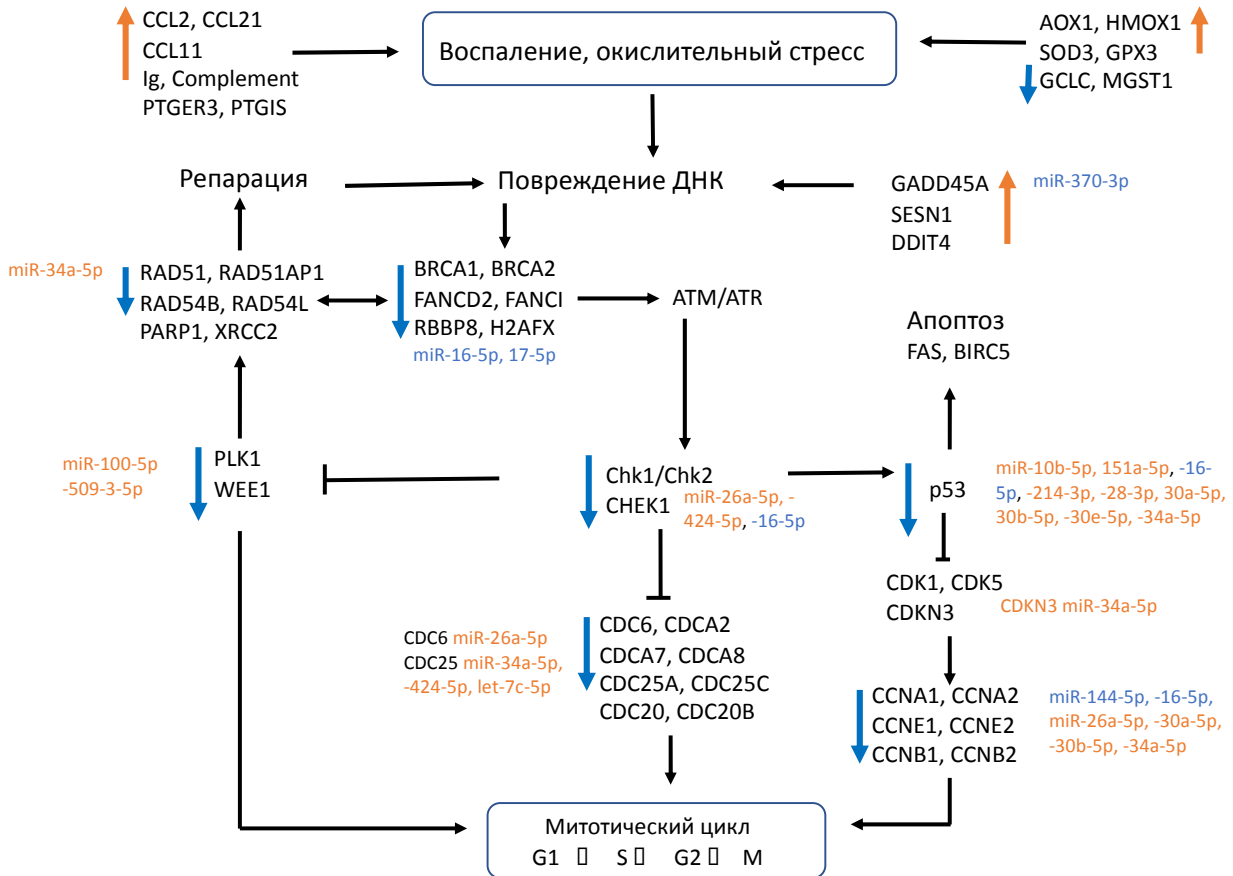 CCL2, CCL21
CCL11
Ig, Complement
PTGER3, PTGIS
Воспаление, окислительный стресс
AOX1, HMOX1
SOD3, GPX3
GCLC, MGST1
Репарация
Повреждение ДНК
GADD45A
SESN1
DDIT4
miR-370-3p
miR-34a-5p
RAD51, RAD51AP1
RAD54B, RAD54L
PARP1, XRCC2
BRCA1, BRCA2
FANCD2, FANCI
RBBP8, H2AFX
miR-16-5p, 17-5p
ATM/ATR
Апоптоз
FAS, BIRC5
miR-100-5p
-509-3-5p
PLK1
WEE1
Chk1/Chk2
CHEK1
miR-26a-5p, -
424-5p, -16-5p
p53
miR-10b-5p, 151a-5p, -16-
5p, -214-3p, -28-3p, 30a-5p,
30b-5p, -30e-5p, -34a-5p
CDK1, CDK5
CDKN3
CDKN3 miR-34a-5p
CDC6 miR-26a-5p
CDC25 miR-34a-5p,
-424-5p, let-7c-5p
CDC6, CDCA2
CDCA7, CDCA8
CDC25A, CDC25C
CDC20, CDC20B
CCNA1, CCNA2
CCNE1, CCNE2
CCNB1, CCNB2
miR-144-5p, -16-5p,
miR-26a-5p, -30a-5p,
-30b-5p, -34a-5p
Митотический цикл
G1 ▯ S ▯ G2 ▯ M